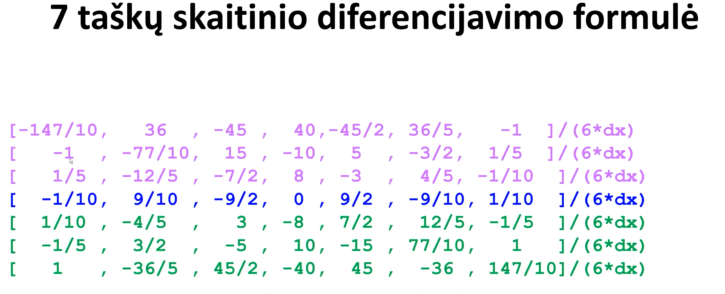 7 taškų skaitinio diferencijavimo formulė
[-147/10, 36 , -45 , 40,-45/2, 36/5, -1 ]/(6*dx)
[ -1 , -77/10, 15 , -10, 5 , -3/2, 1/5 ]/(6*dx)
[ 1/5 , -12/5 , -7/2, 8 , -3 , 4/5, -1/10 ]/(6*dx)
[ -1/10, 9/10 , -9/2, 0 , 9/2 , -9/10, 1/10 ]/(6*dx)
[ 1/10 , -4/5 , 3 , -8 , 7/2 , 12/5, -1/5 ]/(6*dx)
[ -1/5 , 3/2 , -5 , 10, -15 , 77/10, 1 ]/(6*dx)
[ 1 , -36/5 , 45/2, -40, 45 , -36 , 147/10]/(6*dx)